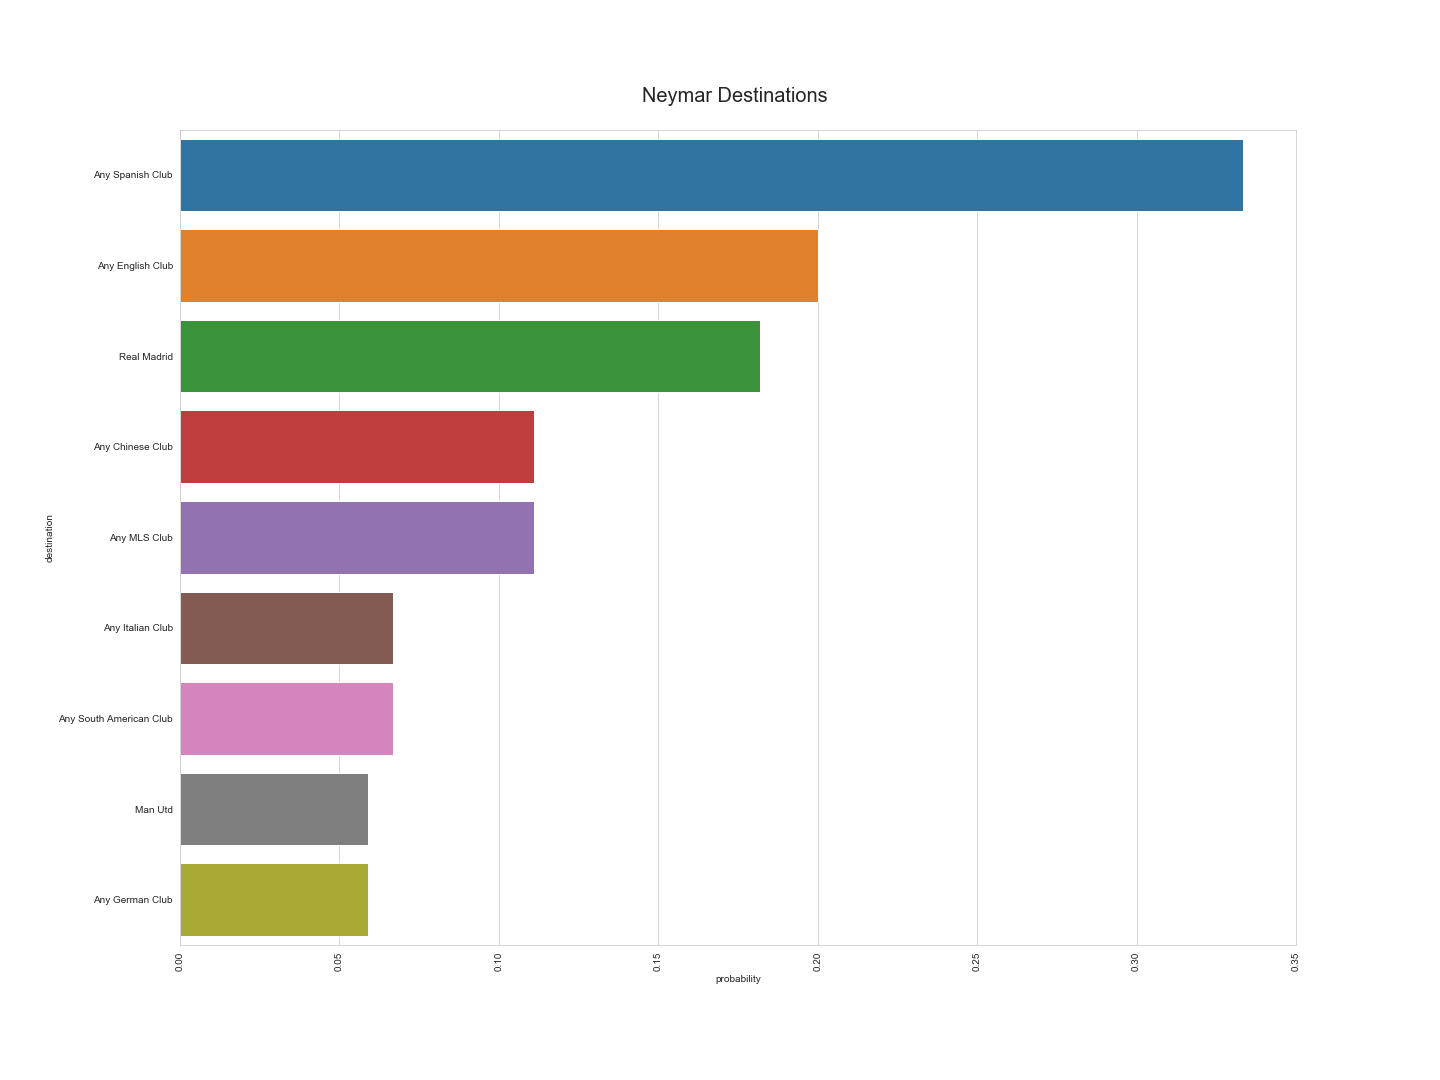 Neymar Destinations
destination
Any Spanish Club
Any English Club
Real Madrid
Any Chinese Club
Any MLS Club
Any Italian Club
Any South American Club
Man Utd
Any German Club
0.00 0.05 0.10 0.15 0.20 0.25 0.30 0.35
probability